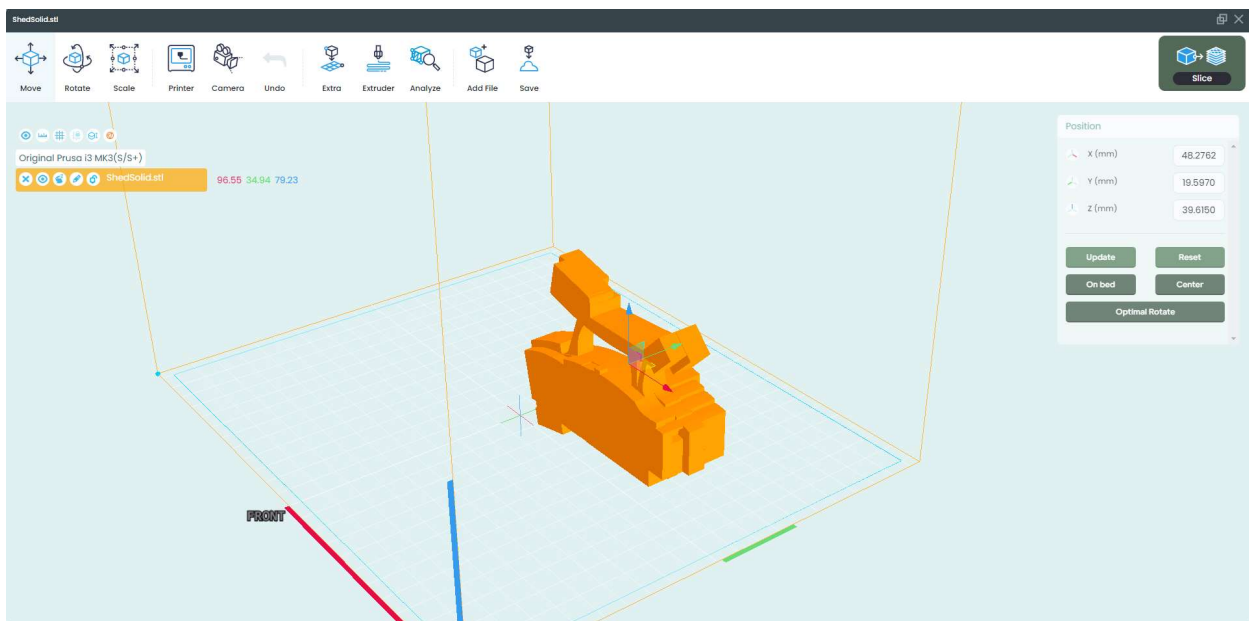 ShedSolid.stl
Move Rotate Scale Printer Camera Undo Extra Extruder Analyze Add File Save
Slice
Original Prusa i3 MK3(S/S+)
ShedSolid.stl 96.55 34.94 79.23
Position
X (mm) 48.2762
Y (mm) 19.5970
Z (mm) 39.6150
Update Reset
On bed Center
Optimal Rotate
FRONT